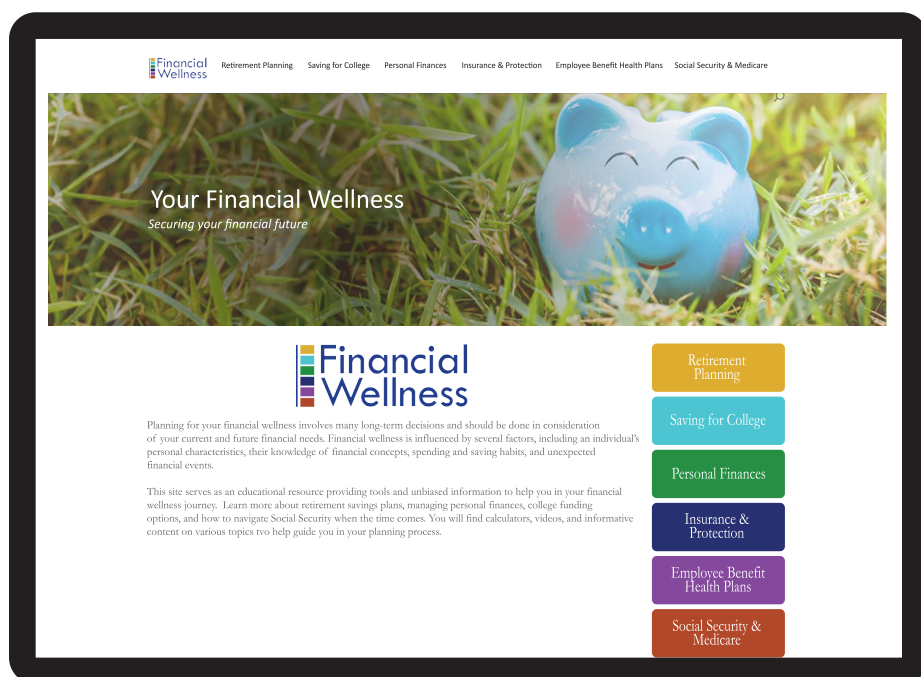 Financial
Wellness
Retirement Planning Saving for College Personal Finances Insurance & Protection Employee Benefit Health Plans Social Security & Medicare
Your Financial Wellness
Securing your financial future
Financial
Wellness
Planning for your financial wellness involves many long-term decisions and should be done in consideration
of your current and future financial needs. Financial wellness is influenced by several factors, including an individual's
personal characteristics, their knowledge of financial concepts, spending and saving habits, and unexpected
financial events.
This site serves as an educational resource providing tools and unbiased information to help you in your financial
wellness journey. Learn more about retirement savings plans, managing personal finances, college funding
options, and how to navigate Social Security when the time comes. You will find calculators, videos, and informative
content on various topics tvo help guide you in your planning process.
Retirement
Planning
Saving for College
Personal Finances
Insurance &
Protection
Employee Benefit
Health Plans
Social Security &
Medicare